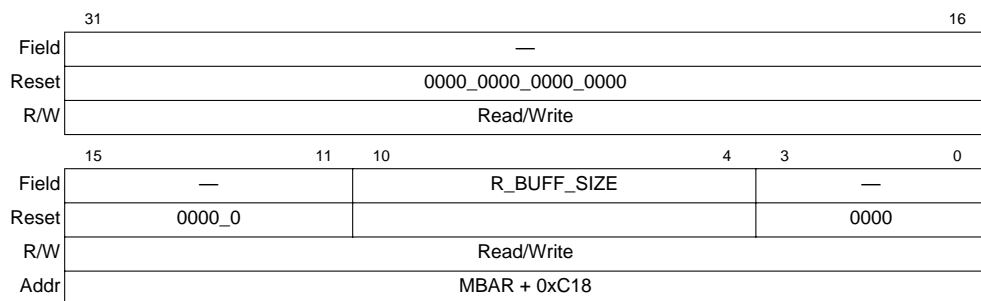 31 16
Field —
Reset 0000_0000_0000_0000
R/W Read/Write
15 11 10 4 3 0
Field — R_BUFF_SIZE —
Reset 0000_0 0000
R/W Read/Write
Addr MBAR + 0xC18